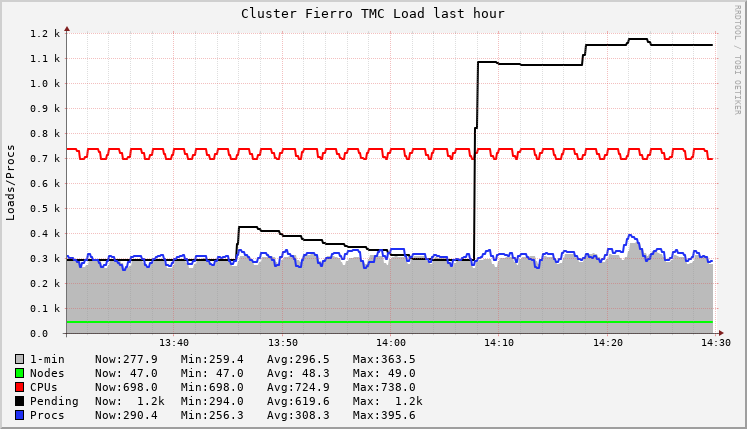 Cluster Fierro TMC Load last hour
RRDTOOL / TOBI OETIKER
Loads/Procs
1.2 k
1.1 k
1.0 k
0.9 k
0.8 k
0.7 k
0.6 k
0.5 k
0.4 k
0.3 k
0.2 k
0.1 k
0.0
13:40 13:50 14:00 14:10 14:20 14:30
1-min Now:277.9 Min:259.4 Avg:296.5 Max:363.5
Nodes Now: 47.0 Min: 47.0 Avg: 48.3 Max: 49.0
CPUs Now:698.0 Min:698.0 Avg:724.9 Max:738.0
Pending Now: 1.2k Min:294.0 Avg:619.6 Max: 1.2k
Procs Now:290.4 Min:256.3 Avg:308.3 Max:395.6